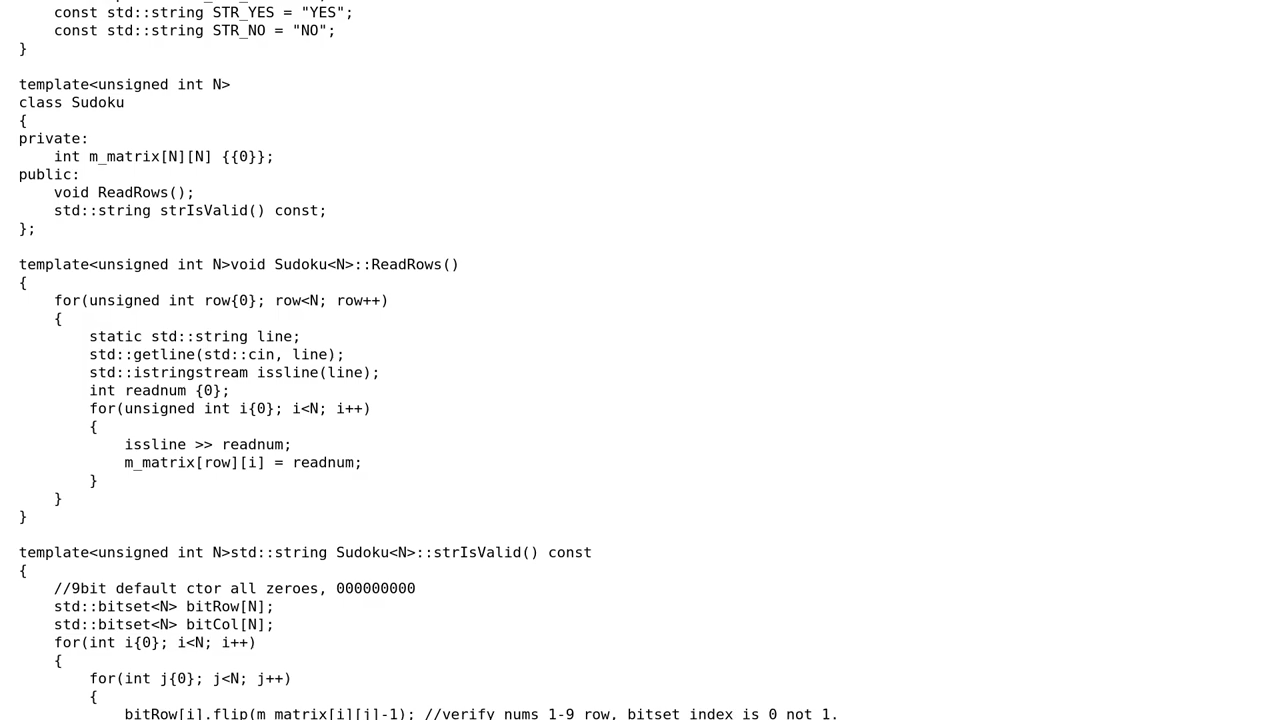 const std::string STR_YES = "YES";
    const std::string STR_NO = "NO";
}

template<unsigned int N>
class Sudoku
{
private:
    int m_matrix[N][N] {{0}};
public:
    void ReadRows();
    std::string strIsValid() const;
};

template<unsigned int N>void Sudoku<N>::ReadRows()
{
    for(unsigned int row{0}; row<N; row++)
    {
        static std::string line;
        std::getline(std::cin, line);
        std::istringstream issline(line);
        int readnum {0};
        for(unsigned int i{0}; i<N; i++)
        {
            issline >> readnum;
            m_matrix[row][i] = readnum;
        }
    }
}

template<unsigned int N>std::string Sudoku<N>::strIsValid() const
{
    //9bit default ctor all zeroes, 000000000
    std::bitset<N> bitRow[N];
    std::bitset<N> bitCol[N];
    for(int i{0}; i<N; i++)
    {
        for(int j{0}; j<N; j++)
        {
            bitRow[i].flip(m_matrix[i][j]-1); //verify nums 1-9 row, bitset index is 0 not 1.